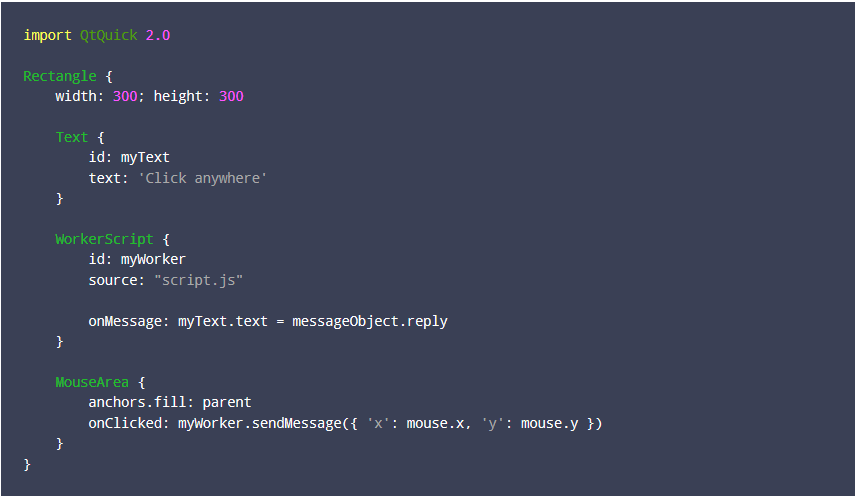 import QtQuick 2.0
Rectangle {
    width: 300; height: 300
    Text {
        id: myText
        text: 'Click anywhere'
    }
    WorkerScript {
        id: myWorker
        source: "script.js"
        onMessage: myText.text = messageObject.reply
    }
    MouseArea {
        anchors.fill: parent
        onClicked: myWorker.sendMessage({ 'x': mouse.x, 'y': mouse.y })
    }
}